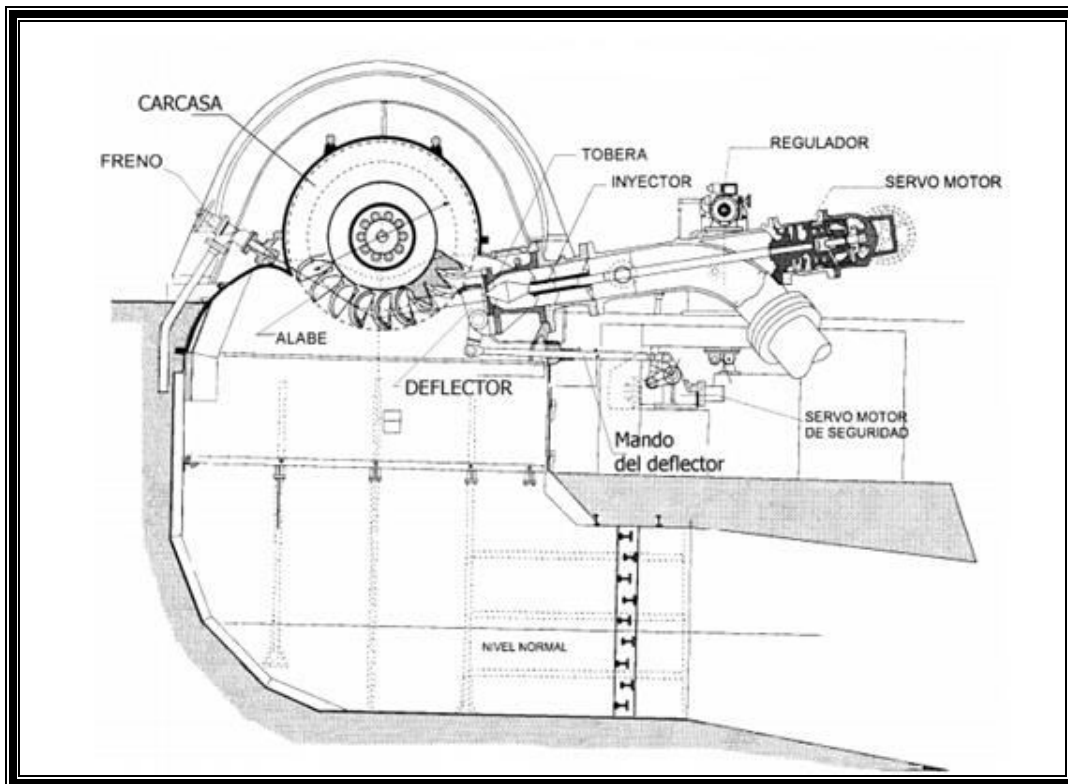 CARCASA
FRENO
TOBERA
INYECTOR
REGULADOR
SERVO MOTOR
ALABE
DEFLECTOR
Mando
del deflector
SERVO MOTOR
DE SEGURIDAD
NIVEL NORMAL